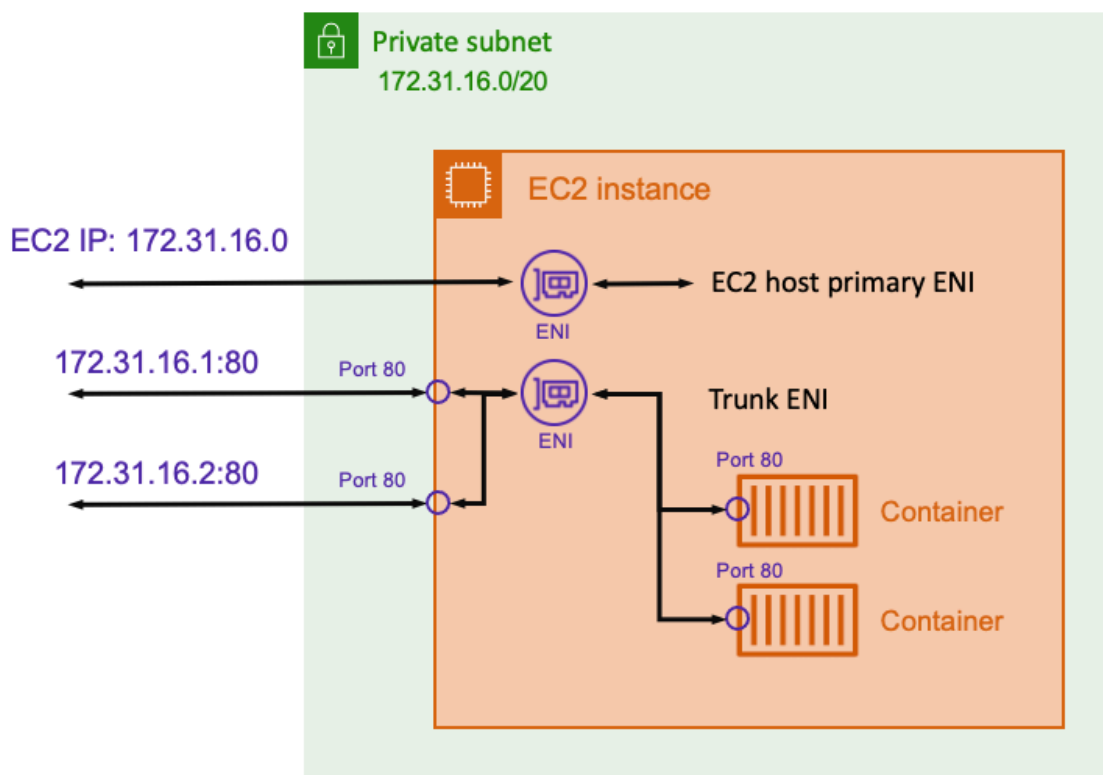 Private subnet
172.31.16.0/20
EC2 instance
EC2 IP: 172.31.16.0
EC2 host primary ENI
ENI
172.31.16.1:80
Port 80
Trunk ENI
ENI
172.31.16.2:80
Port 80
Port 80
Container
Port 80
Container